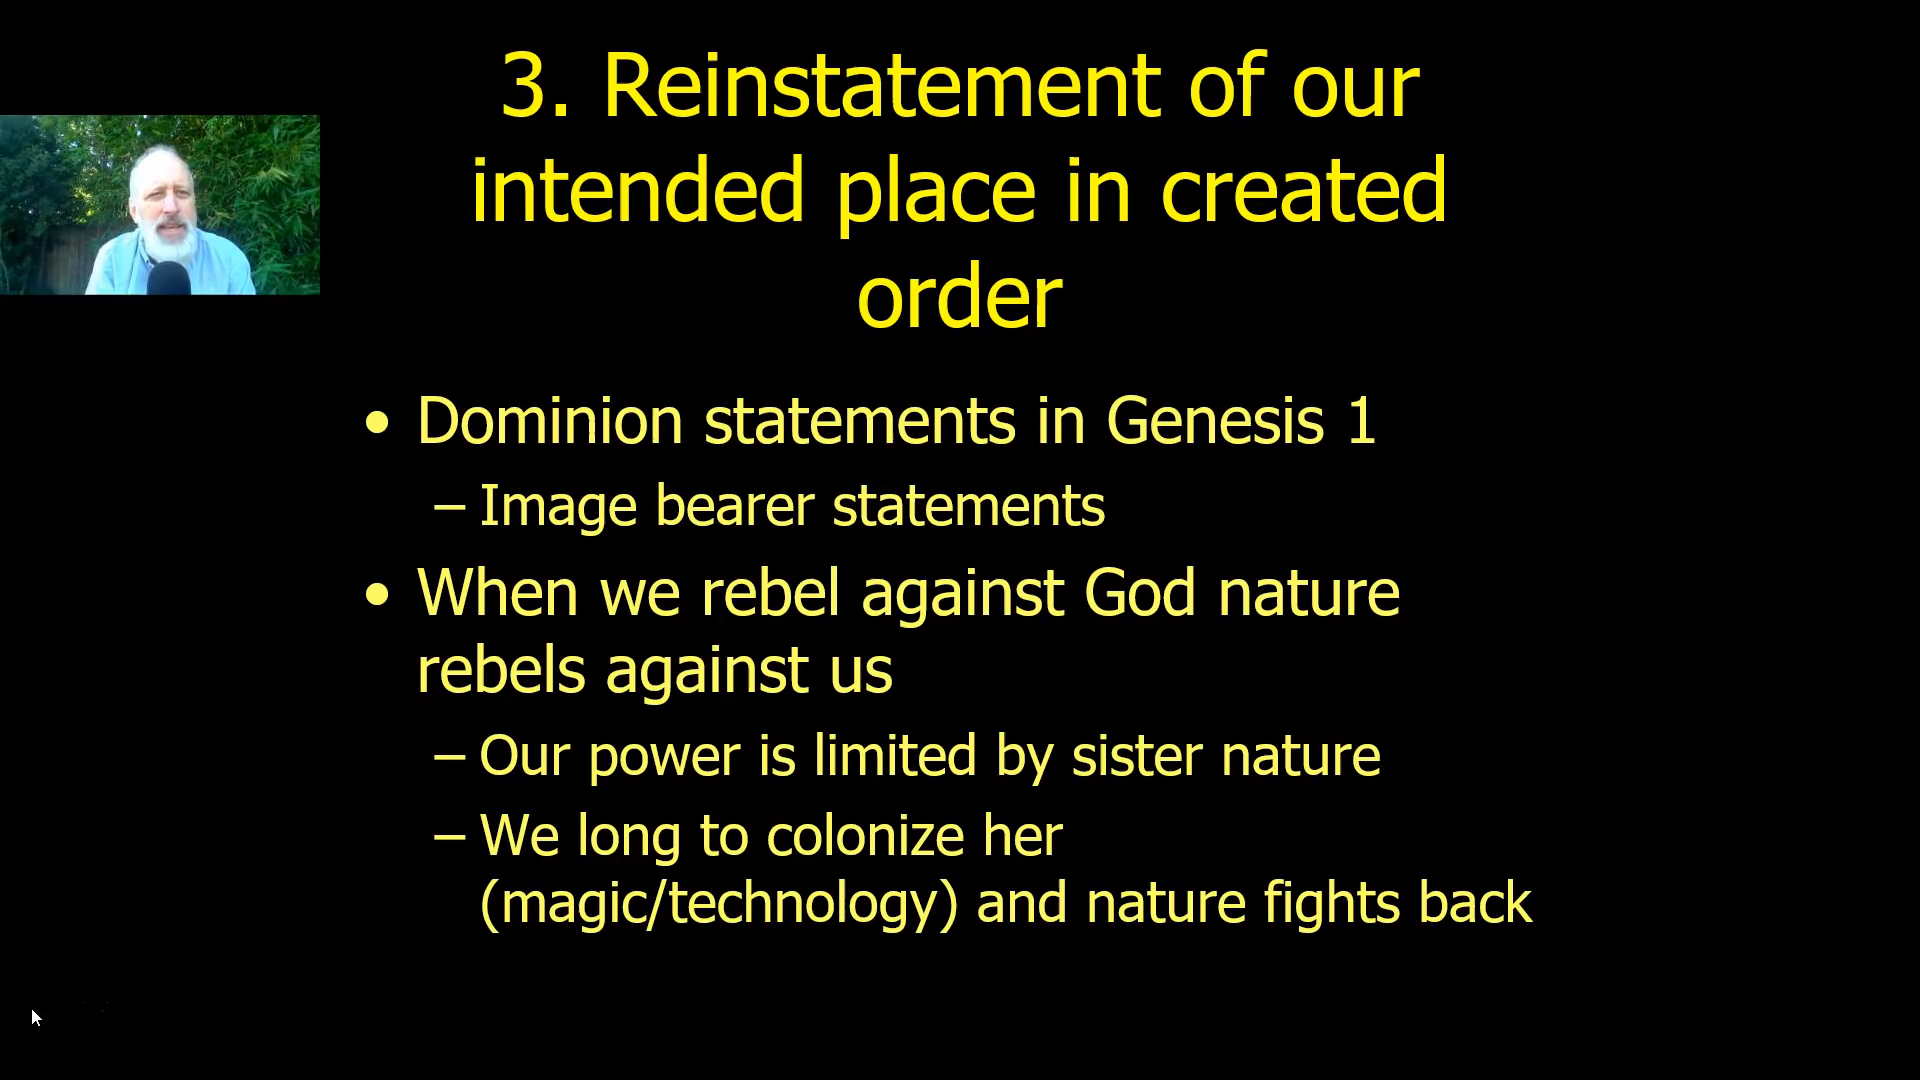 3. Reinstatement of our
intended place in created
order
• Dominion statements in Genesis 1
– Image bearer statements
• When we rebel against God nature
rebels against us
– Our power is limited by sister nature
– We long to colonize her
(magic/technology) and nature fights back